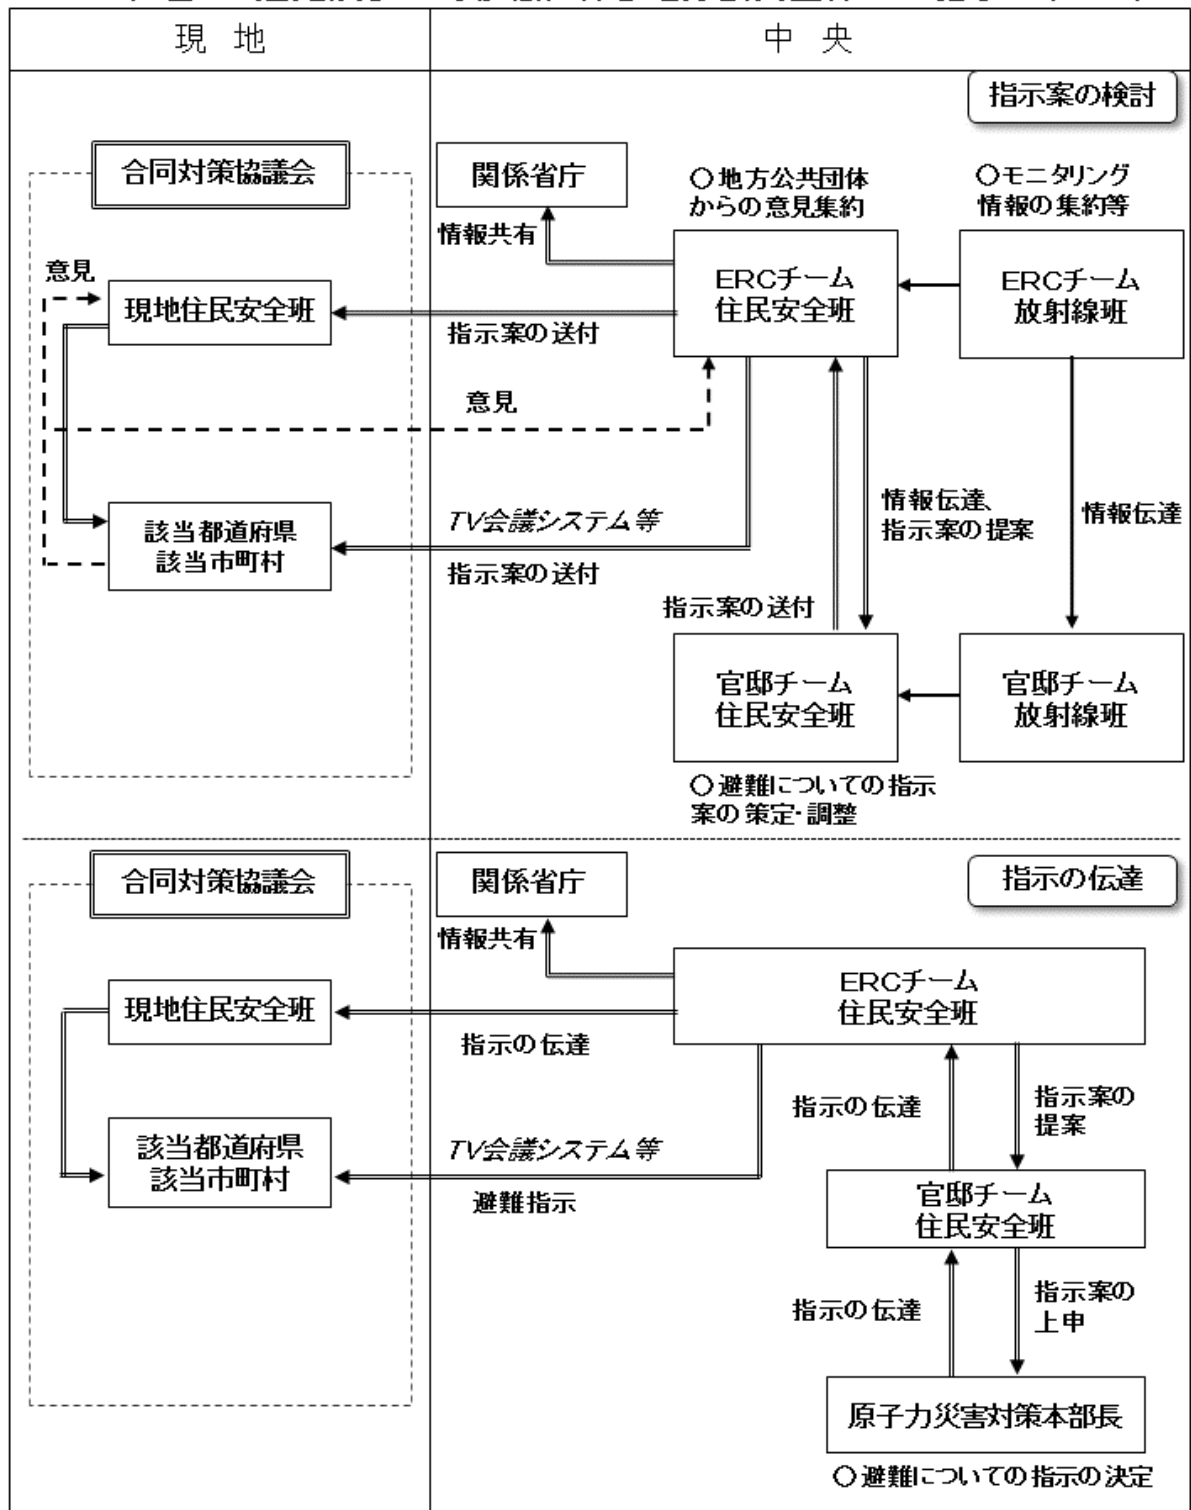 現 地
中 央
指示案の検討
合同対策協議会
関係省庁
○地方公共団体
からの意見集約
○モニタリング
情報の集約等
情報共有
意見
現地住民安全班
ERCチーム
住民安全班
ERCチーム
放射線班
指示案の送付
意見
該当都道府県
該当市町村
TV会議システム等
指示案の送付
情報伝達、
指示案の提案
情報伝達
指示案の送付
官邸チーム
住民安全班
官邸チーム
放射線班
○避難についての指示
案の策定・調整
合同対策協議会
関係省庁
指示の伝達
情報共有
現地住民安全班
ERCチーム
住民安全班
指示の伝達
指示の伝達
指示案の
提案
該当都道府県
該当市町村
TV会議システム等
避難指示
官邸チーム
住民安全班
指示の伝達
指示案の
上申
原子力災害対策本部長
○避難についての指示の決定